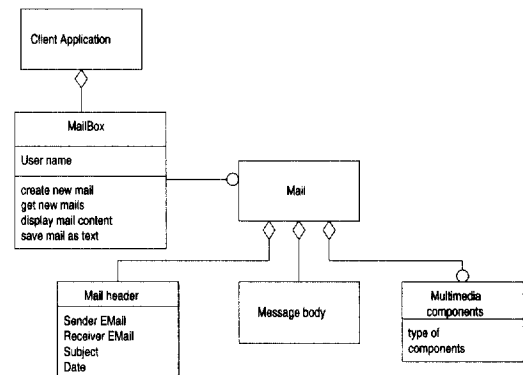 Client Application
MailBox
User name
create new mail
get new mails
display mail content
save mail as text
Mail
Mail header
Sender EMail
Receiver EMail
Subject
Date
Message body
Multimedia
components
type of
components